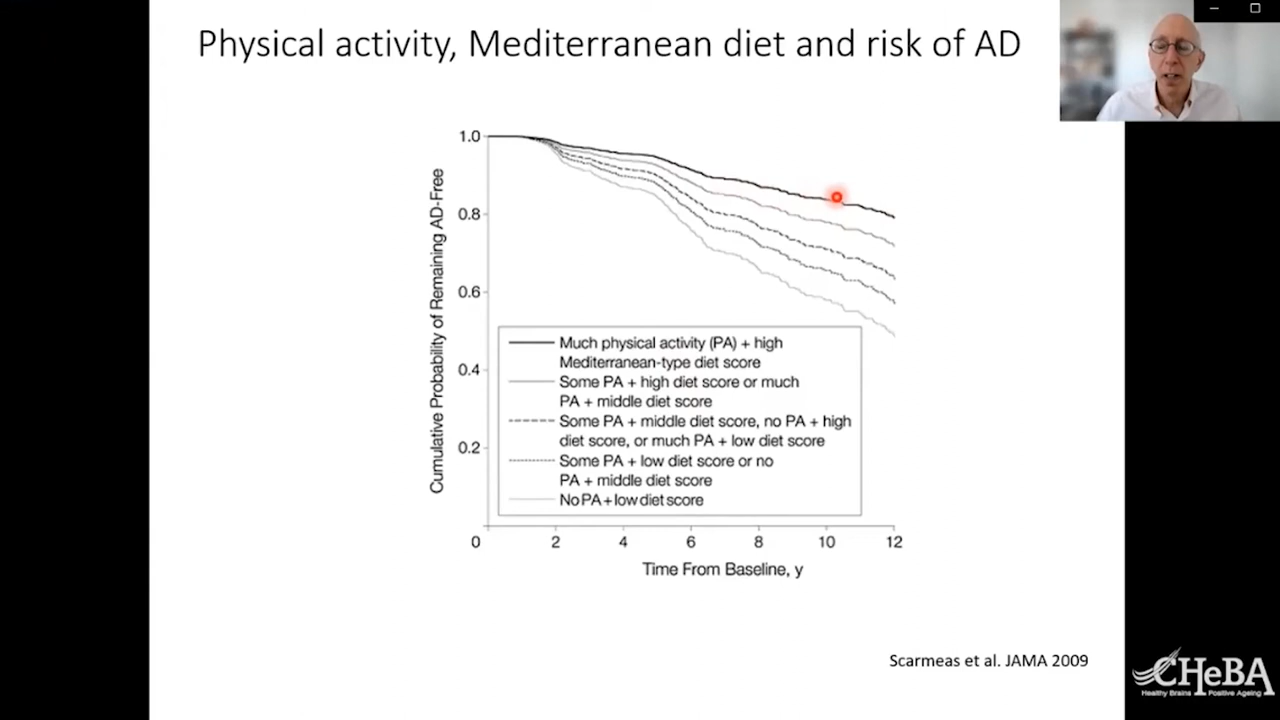 Physical activity, Mediterranean diet and risk of AD
Cumulative Probability of Remaining AD-Free
1.0
0.8
0.6
0.4
0.2
Much physical activity (PA) + high
Mediterranean-type diet score
Some PA + high diet score or much
PA + middle diet score
Some PA + middle diet score, no PA + high
diet score, or much PA + low diet score
Some PA + low diet score or no
PA + middle diet score
No PA + low diet score
0 2 4 6 8 10 12
Time From Baseline, y
Scarmeas et al. JAMA 2009
CHeBA
Healthy Brains Positive Ageing